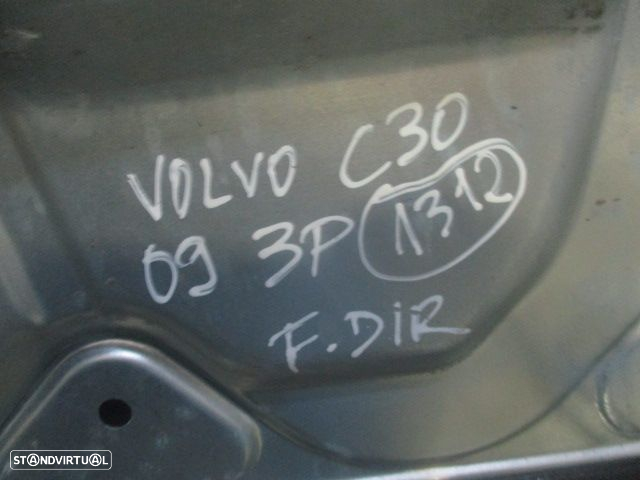 VOLVO C30
09 3P 1312
F.DIR
STANDVIRTUAL